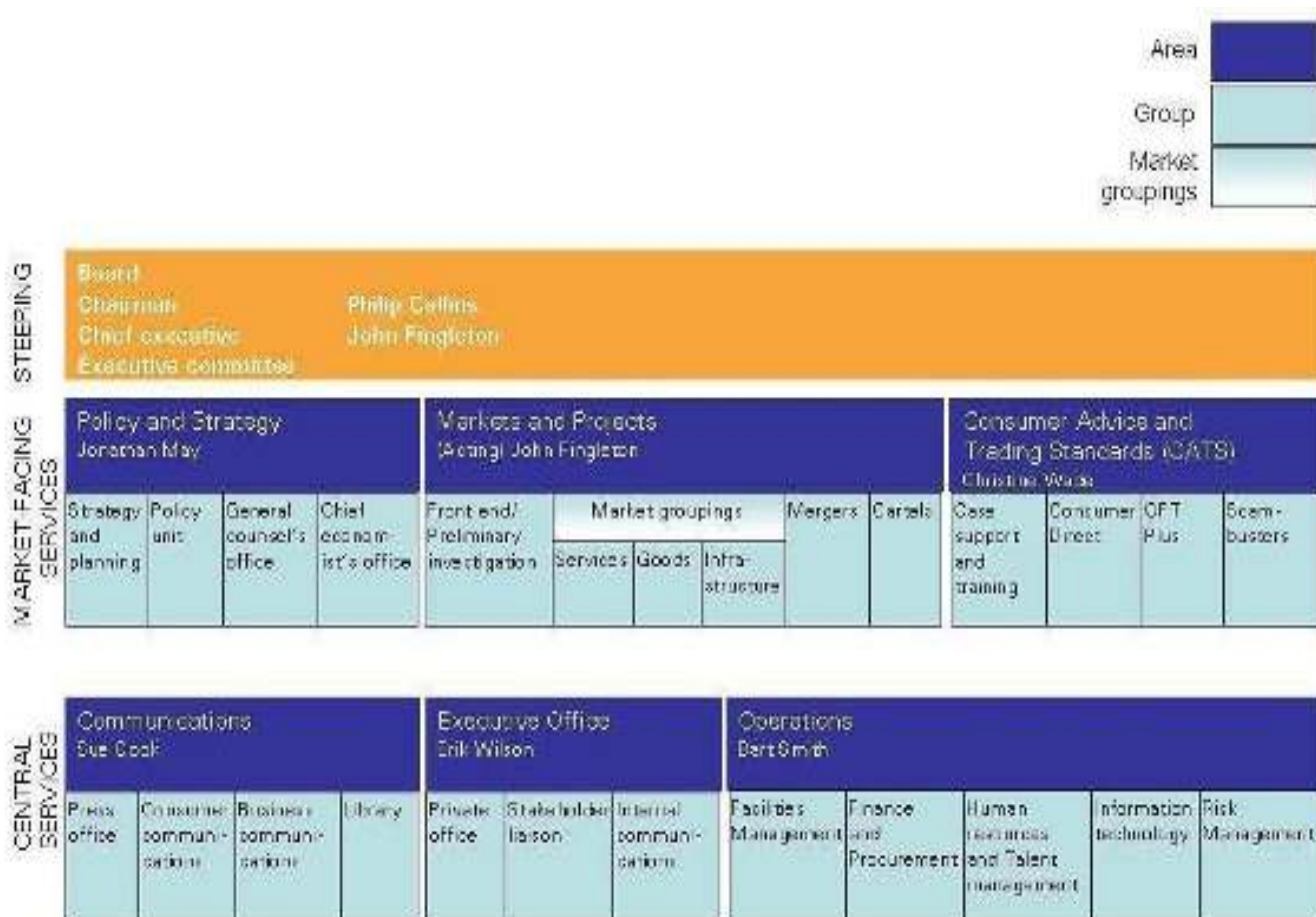 Area
Group
Market
groupings
STEERING
Board
Chairman
Philip Collins
Chief executive
John Fingleton
Executive committee
MARKET FACING
SERVICES
Policy and Strategy
Jonathan May
Markets and Projects
(Acting) John Fingleton
Consumer Advice and
Trading Standards (CATS)
Christine Wade
Strategy
and
planning
Policy
unit
General
counsel's
office
Chief
econom-
ist's office
Front end/
Preliminary
investigation
Market groupings
Services
Goods
Infra-
structure
Mergers
Cartels
Case
support
and
training
Consumer
Direct
OFT
Plus
Scam-
busters
CENTRAL
SERVICES
Communications
Sue Cook
Executive Office
Erik Wilson
Operations
Bart Smith
Press
office
Consumer
communi-
cations
Business
communi-
cations
Library
Private
office
Stakeholder
liaison
Internal
communi-
cations
Facilities
Management
Finance
and
Procurement
Human
resources
and Talent
management
Information
technology
Risk
Management